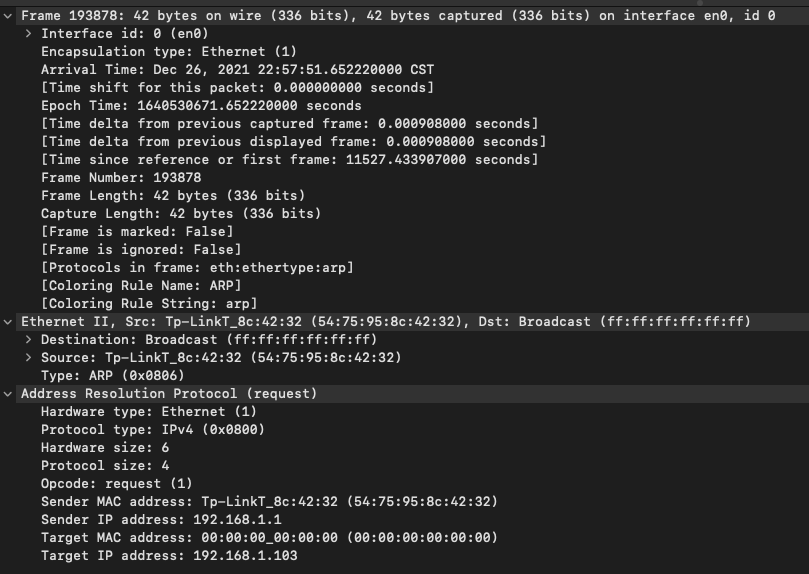 Frame 193878: 42 bytes on wire (336 bits), 42 bytes captured (336 bits) on interface en0, id 0
Interface id: 0 (en0)
Encapsulation type: Ethernet (1)
Arrival Time: Dec 26, 2021 22:57:51.652220000 CST
[Time shift for this packet: 0.000000000 seconds]
Epoch Time: 1640530671.652220000 seconds
[Time delta from previous captured frame: 0.000908000 seconds]
[Time delta from previous displayed frame: 0.000908000 seconds]
[Time since reference or first frame: 11527.433907000 seconds]
Frame Number: 193878
Frame Length: 42 bytes (336 bits)
Capture Length: 42 bytes (336 bits)
[Frame is marked: False]
[Frame is ignored: False]
[Protocols in frame: eth:ethertype:arp]
[Coloring Rule Name: ARP]
[Coloring Rule String: arp]
Ethernet II, Src: Tp-LinkT_8c:42:32 (54:75:95:8c:42:32), Dst: Broadcast (ff:ff:ff:ff:ff:ff)
Destination: Broadcast (ff:ff:ff:ff:ff:ff)
Source: Tp-LinkT_8c:42:32 (54:75:95:8c:42:32)
Type: ARP (0x0806)
Address Resolution Protocol (request)
Hardware type: Ethernet (1)
Protocol type: IPv4 (0x0800)
Hardware size: 6
Protocol size: 4
Opcode: request (1)
Sender MAC address: Tp-LinkT_8c:42:32 (54:75:95:8c:42:32)
Sender IP address: 192.168.1.1
Target MAC address: 00:00:00_00:00:00 (00:00:00:00:00:00)
Target IP address: 192.168.1.103